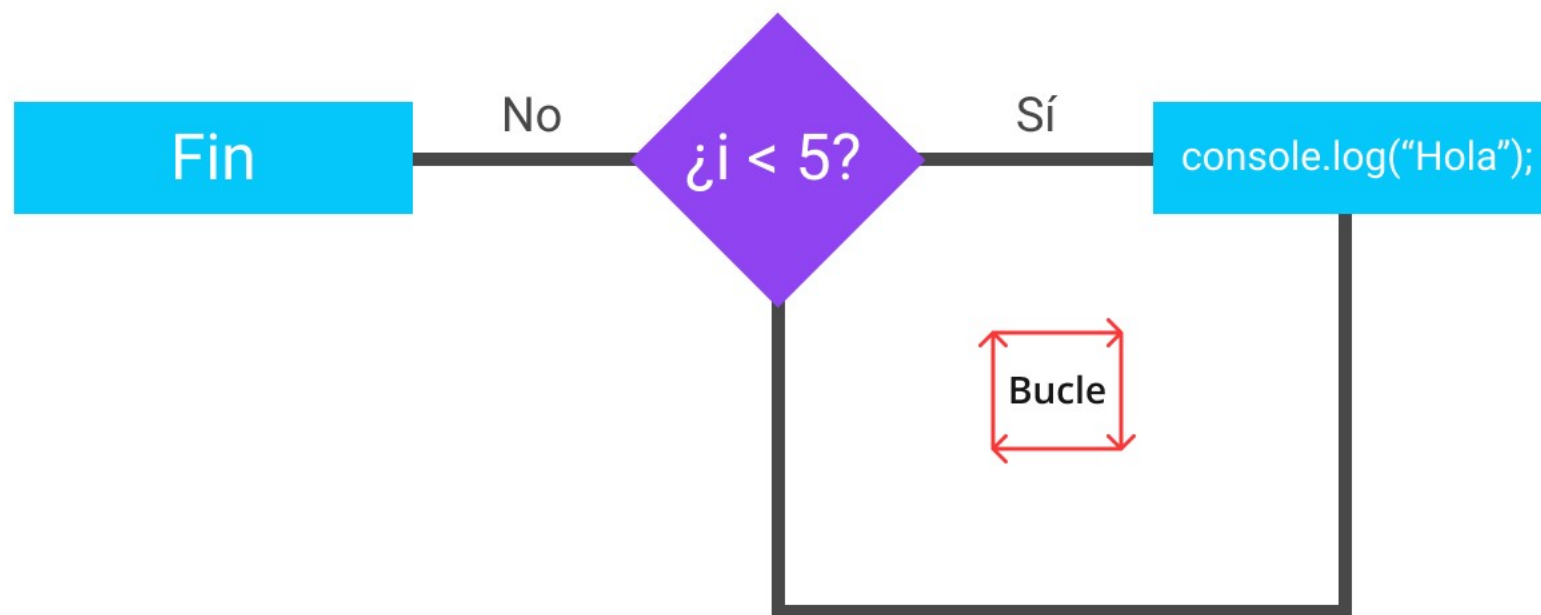 Fin
No
¿i < 5?
Sí
console.log(“Hola”);
Bucle